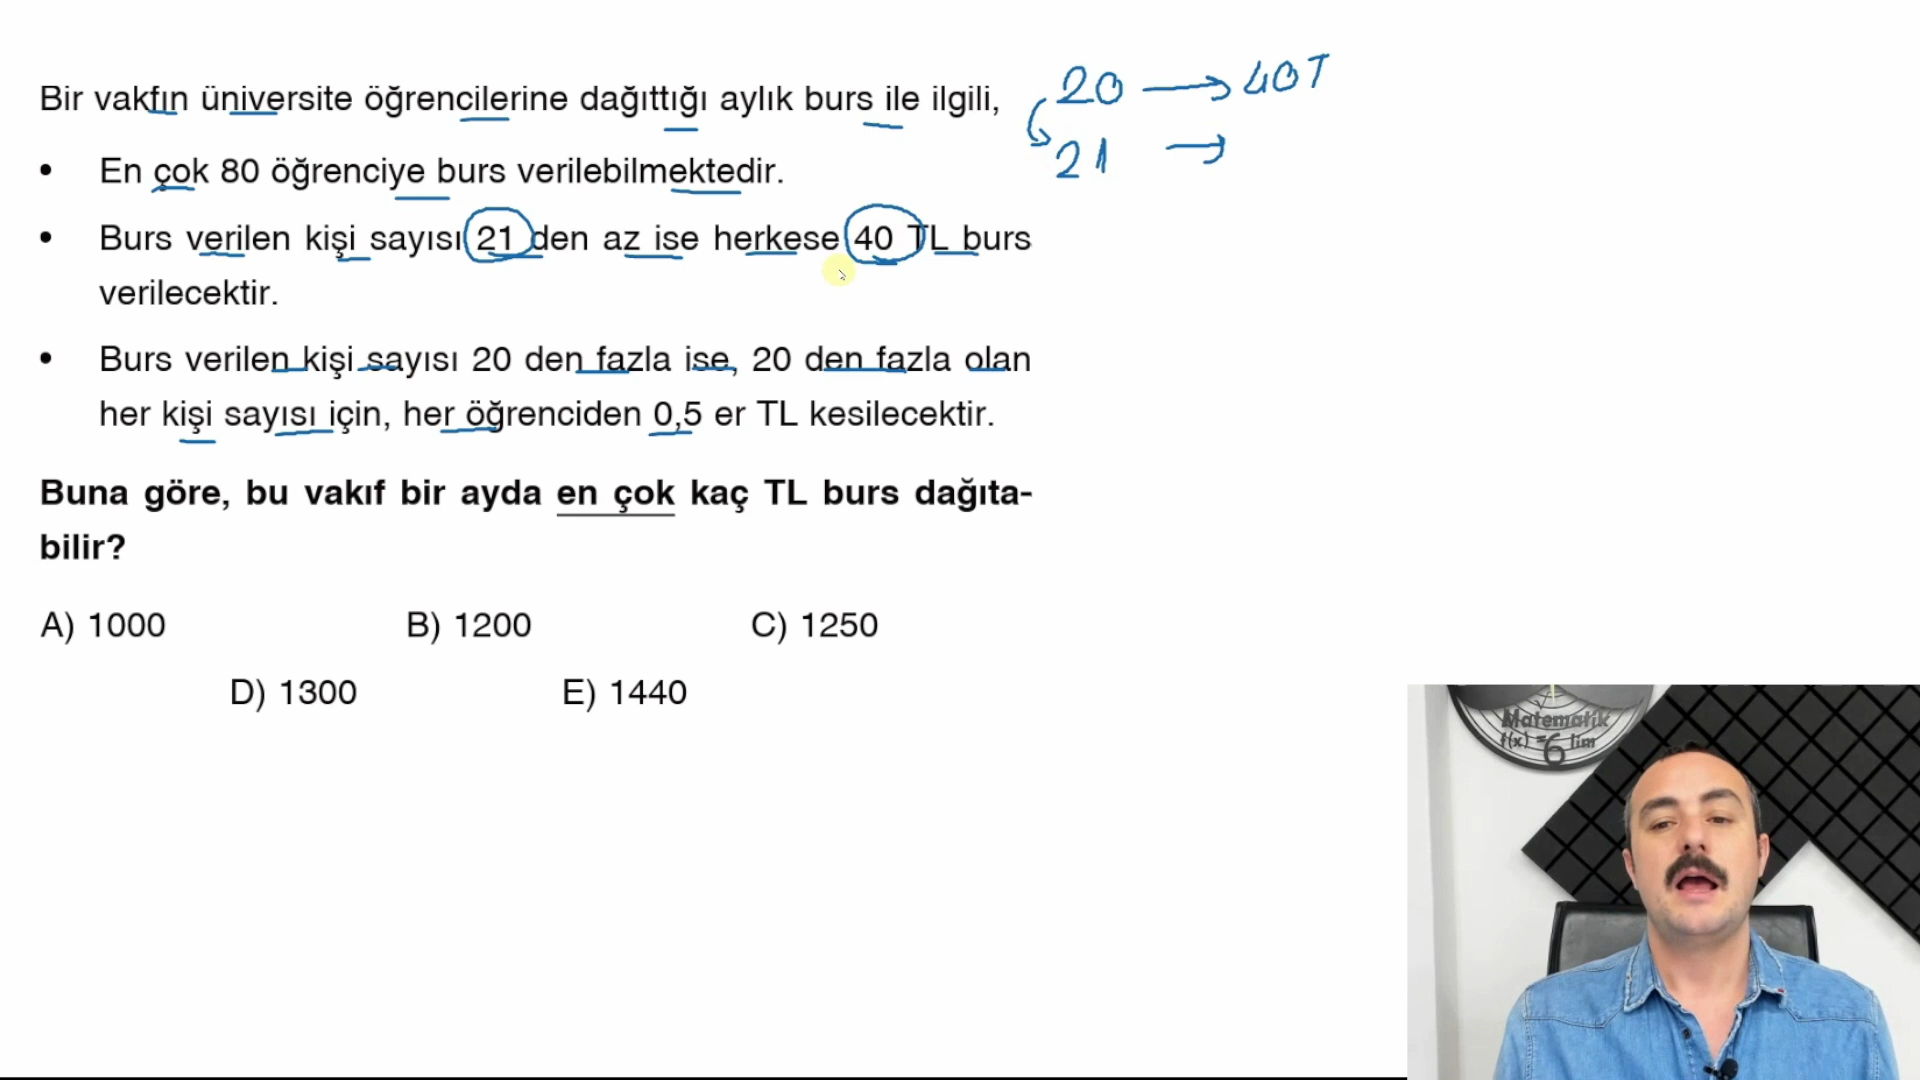 Bir vakfın üniversite öğrencilerine dağıttığı aylık burs ile ilgili,
• En çok 80 öğrenciye burs verilebilmektedir.
• Burs verilen kişi sayısı 21 den az ise herkese 40 TL burs
verilecektir.
• Burs verilen kişi sayısı 20 den fazla ise, 20 den fazla olan
her kişi sayısı için, her öğrenciden 0,5 er TL kesilecektir.
Buna göre, bu vakıf bir ayda en çok kaç TL burs dağıta-
bilir?
A) 1000 B) 1200 C) 1250
D) 1300 E) 1440
20 → 40T
21 →
Matematik
f(x) = 6 lim